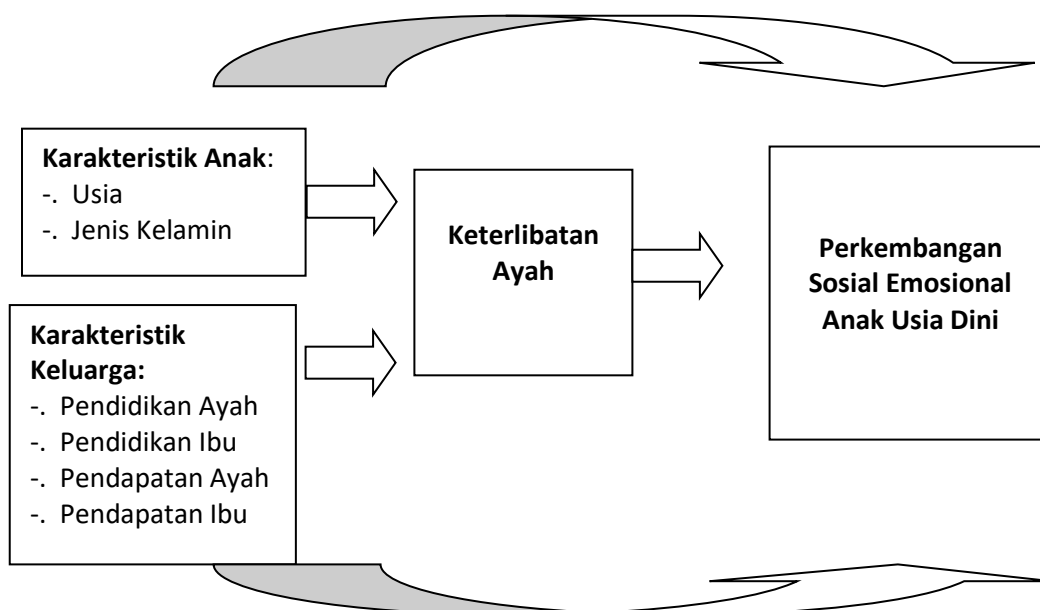 Karakteristik Anak:
-. Usia
-. Jenis Kelamin
Karakteristik
Keluarga:
-. Pendidikan Ayah
-. Pendidikan Ibu
-. Pendapatan Ayah
-. Pendapatan Ibu
Keterlibatan
Ayah
Perkembangan
Sosial Emosional
Anak Usia Dini